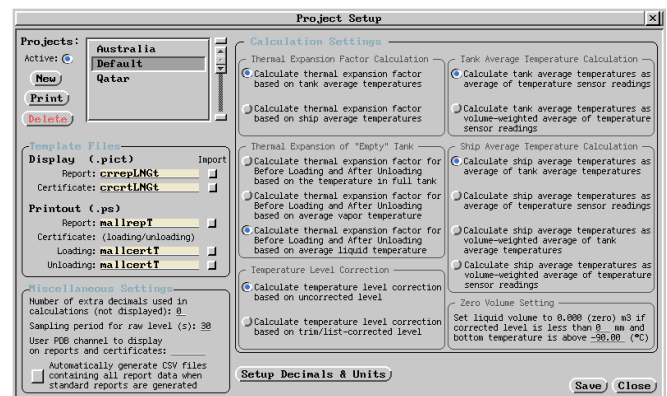 Project Setup
Projects:
Active:
New
Print
Delete
Australia
Default
Qatar
Template Files
Display (.pict) Import
Report: crrepLNGt
Certificate: crcrtLNGt
Printout (.ps)
Report: mallrepT
Certificate: (loading/unloading)
Loading: mallcertT
Unloading: mallcertT
Miscellaneous Settings
Number of extra decimals used in
calculations (not displayed): 0
Sampling period for raw level (s): 30
User PDB channel to display
on reports and certificates:
Automatically generate CSV files
containing all report data when
standard reports are generated
Calculation Settings
Thermal Expansion Factor Calculation
Calculate thermal expansion factor
based on tank average temperatures
Calculate thermal expansion factor
based on ship average temperatures
Thermal Expansion of "Empty" Tank
Calculate thermal expansion factor for
Before Loading and After Unloading
based on the temperature in full tank
Calculate thermal expansion factor for
Before Loading and After Unloading
based on average vapor temperature
Calculate thermal expansion factor for
Before Loading and After Unloading
based on average liquid temperature
Temperature Level Correction
Calculate temperature level correction
based on uncorrected level
Calculate temperature level correction
based on trim/list-corrected level
Tank Average Temperature Calculation
Calculate tank average temperatures as
average of temperature sensor readings
Calculate tank average temperatures as
volume-weighted average of temperature
sensor readings
Ship Average Temperature Calculation
Calculate ship average temperatures as
average of tank average temperatures
Calculate ship average temperatures as
average of temperature sensor readings
Calculate ship average temperatures as
volume-weighted average of tank
average temperatures
Calculate ship average temperatures as
volume-weighted average of temperature
sensor readings
Zero Volume Setting
Set liquid volume to 0.000 (zero) m3 if
corrected level is less than 0 mm and
bottom temperature is above -90.00 (°C)
Setup Decimals & Units
Save
Close